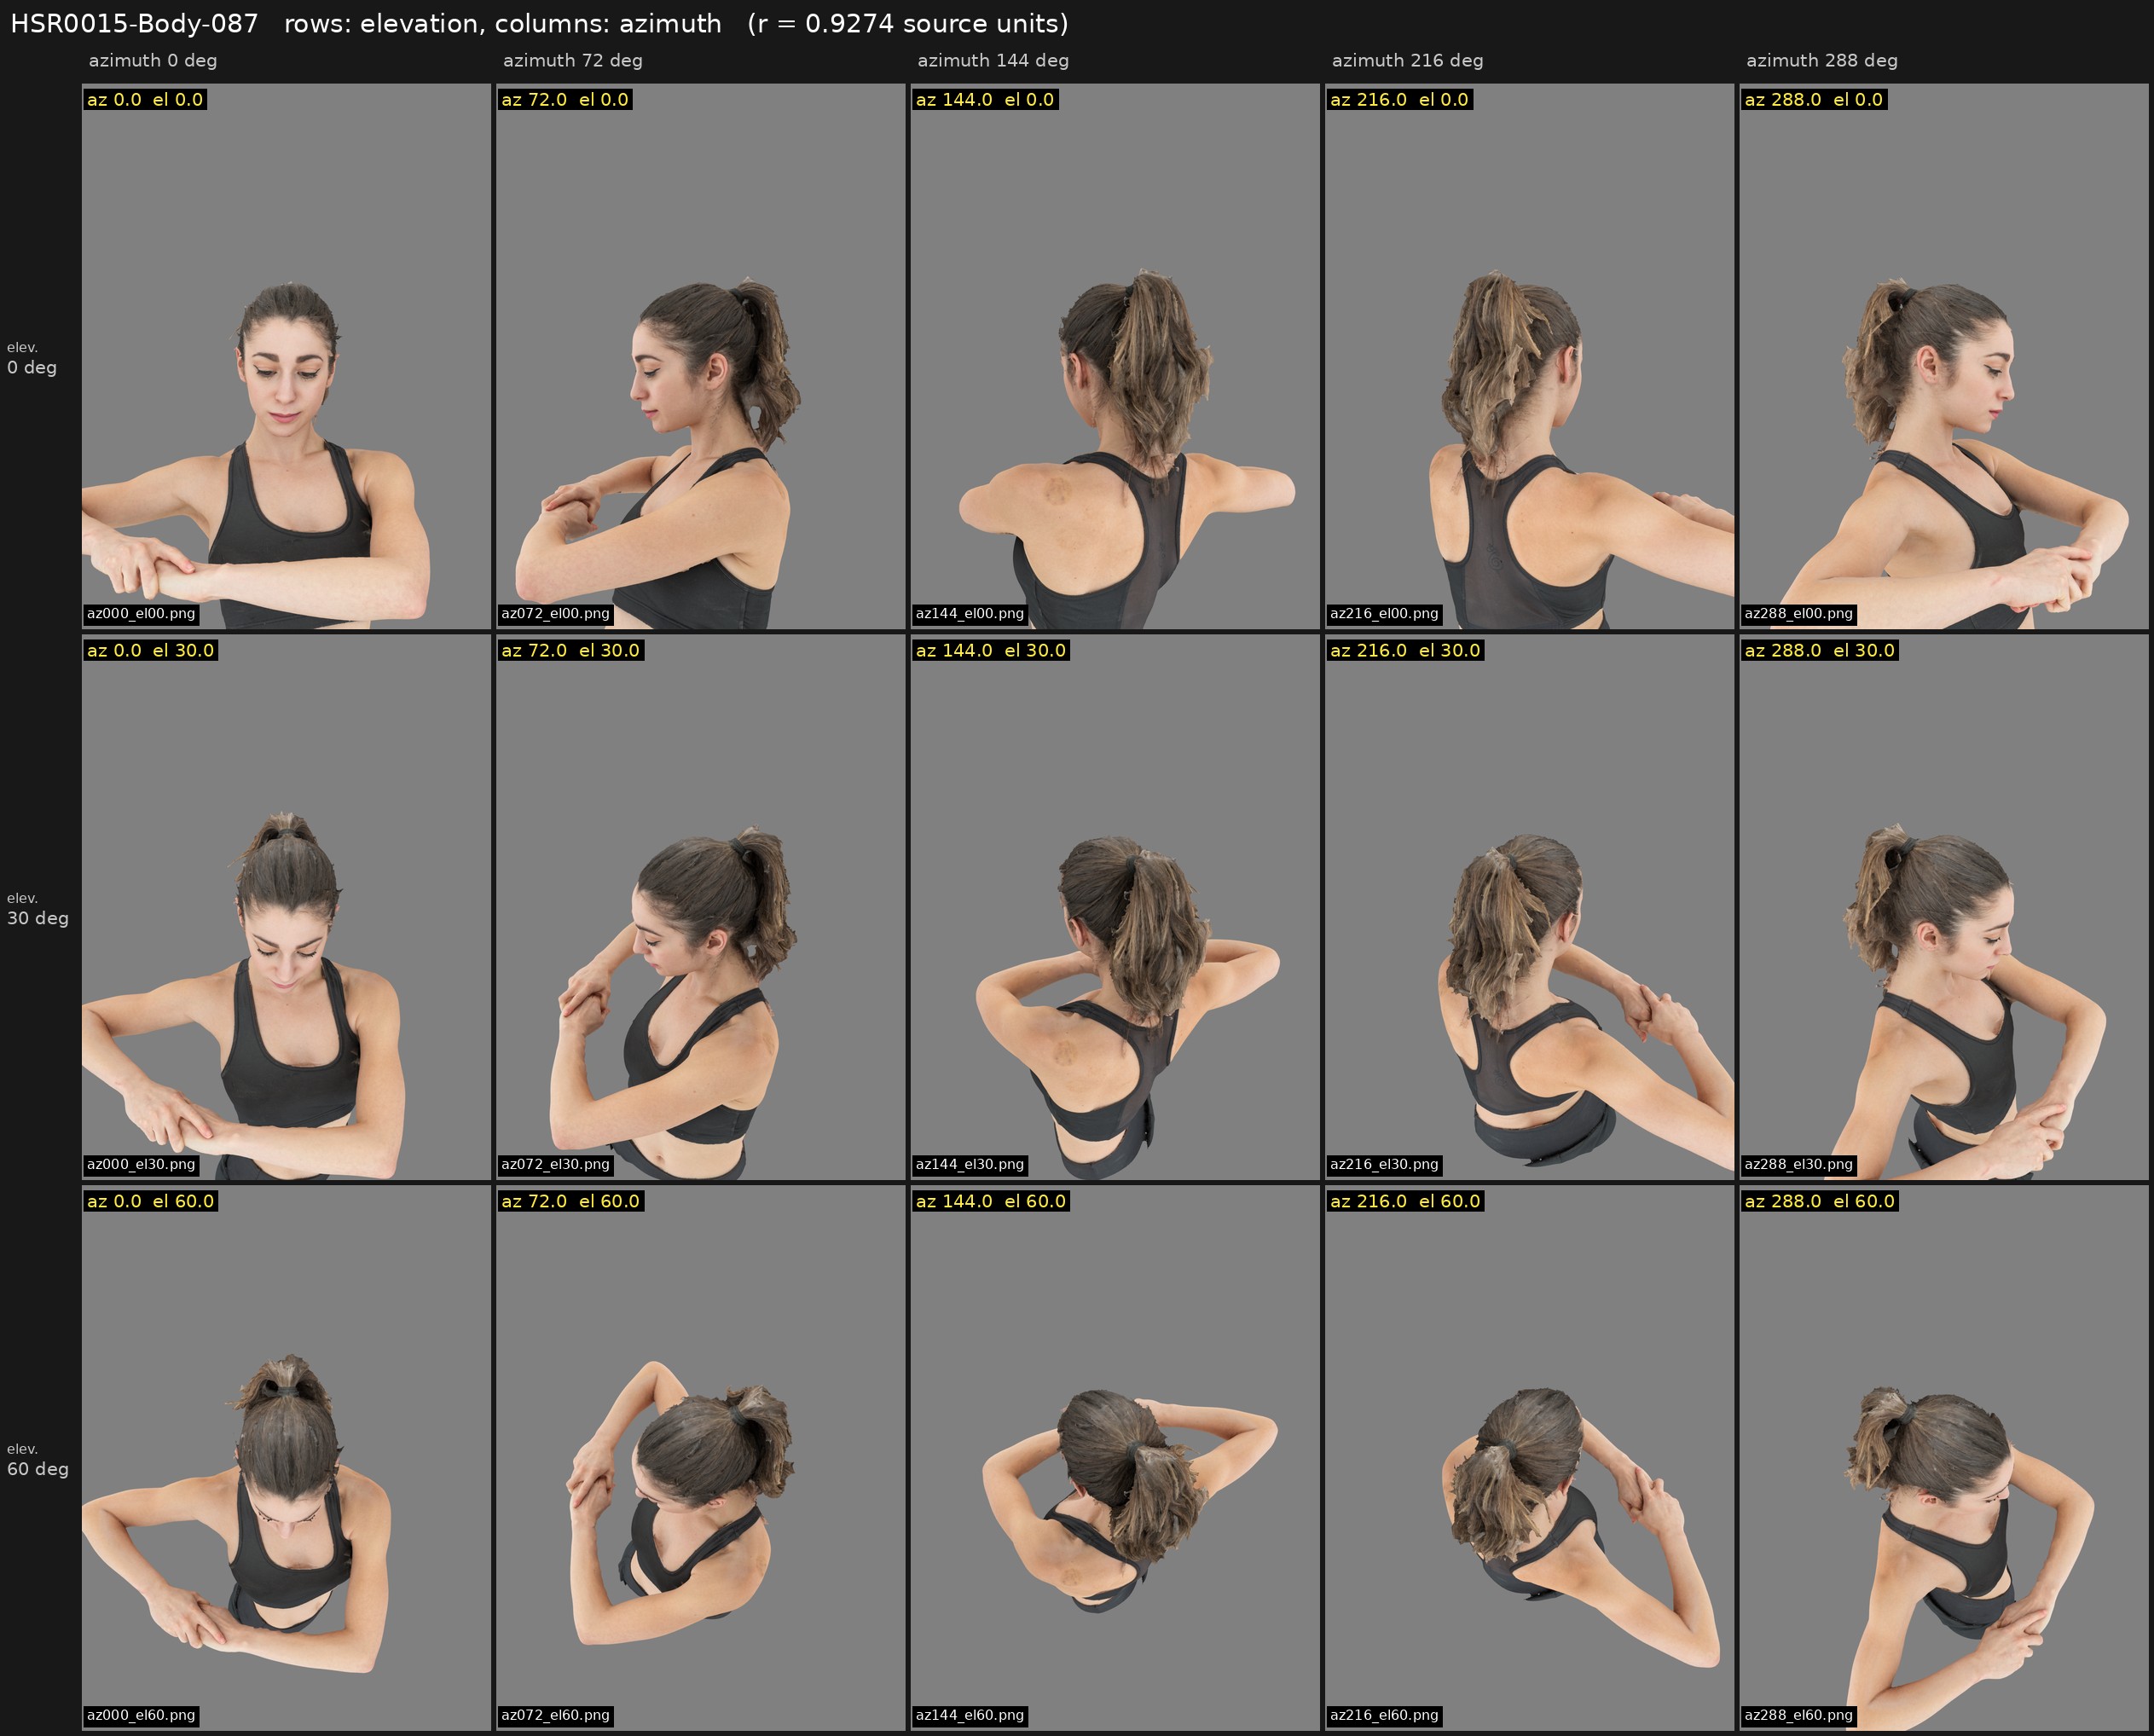 HSR0015-Body-087   rows: elevation, columns: azimuth   (r = 0.9274 source units)
azimuth 0 deg
azimuth 72 deg
azimuth 144 deg
azimuth 216 deg
azimuth 288 deg
elev.
0 deg
az 0.0  el 0.0
az000_el00.png
az 72.0  el 0.0
az072_el00.png
az 144.0  el 0.0
az144_el00.png
az 216.0  el 0.0
az216_el00.png
az 288.0  el 0.0
az288_el00.png
elev.
30 deg
az 0.0  el 30.0
az000_el30.png
az 72.0  el 30.0
az072_el30.png
az 144.0  el 30.0
az144_el30.png
az 216.0  el 30.0
az216_el30.png
az 288.0  el 30.0
az288_el30.png
elev.
60 deg
az 0.0  el 60.0
az000_el60.png
az 72.0  el 60.0
az072_el60.png
az 144.0  el 60.0
az144_el60.png
az 216.0  el 60.0
az216_el60.png
az 288.0  el 60.0
az288_el60.png